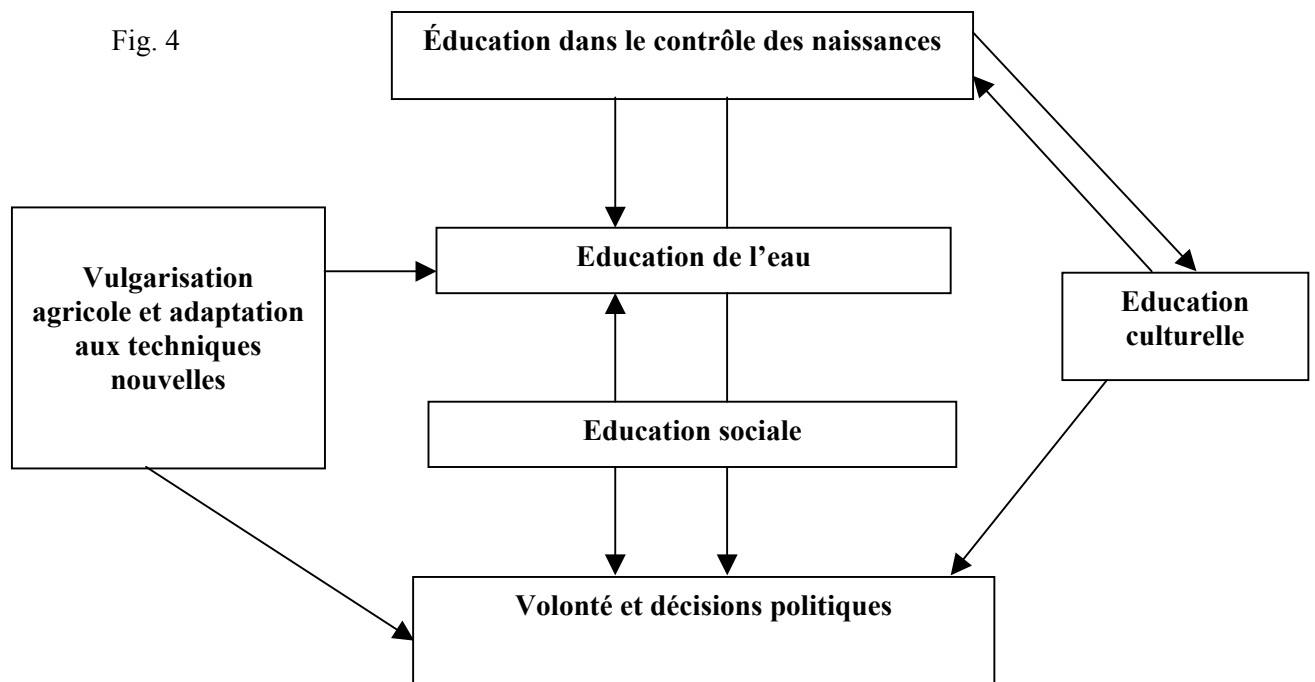 Fig. 4
Éducation dans le contrôle des naissances
Education de l’eau
Vulgarisation
agricole et adaptation
aux techniques
nouvelles
Education
culturelle
Education sociale
Volonté et décisions politiques